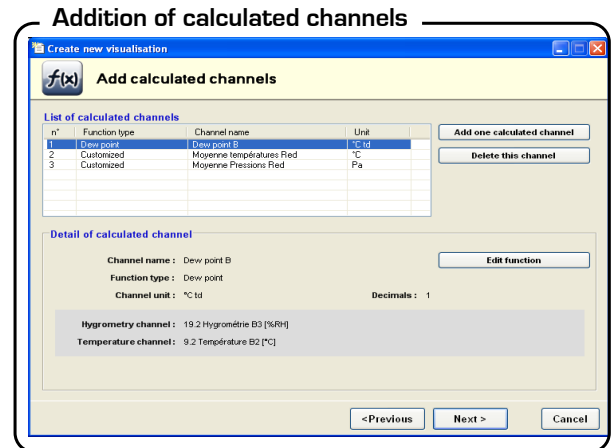 Addition of calculated channels
Create new visualisation
f(x) Add calculated channels
List of calculated channels
n° Function type Channel name Unit
1 Dew point Dew point B °C td
2 Customized Moyenne températures Red °C
3 Customized Moyenne Pressions Red Pa
Add one calculated channel
Delete this channel
Detail of calculated channel
Channel name : Dew point B
Edit function
Function type : Dew point
Channel unit : °C td Decimals : 1
Hygrometry channel : 19.2 Hygrométrie B3 [%RH]
Temperature channel : 9.2 Température B2 [°C]
<Previous Next > Cancel